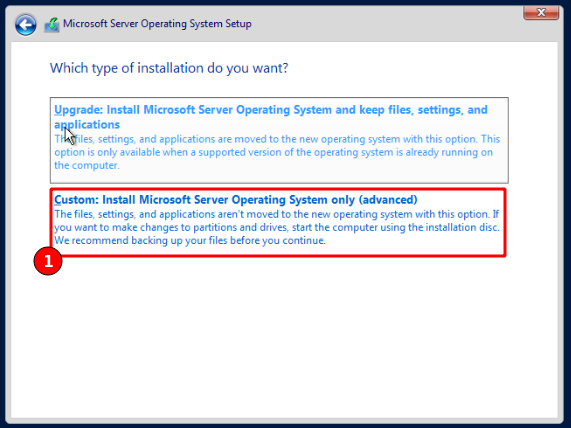 Microsoft Server Operating System Setup
Which type of installation do you want?
Upgrade: Install Microsoft Server Operating System and keep files, settings, and
applications
The files, settings, and applications are moved to the new operating system with this option. This
option is only available when a supported version of the operating system is already running on
the computer.
Custom: Install Microsoft Server Operating System only (advanced)
The files, settings, and applications aren't moved to the new operating system with this option. If
you want to make changes to partitions and drives, start the computer using the installation disc.
We recommend backing up your files before you continue.
1